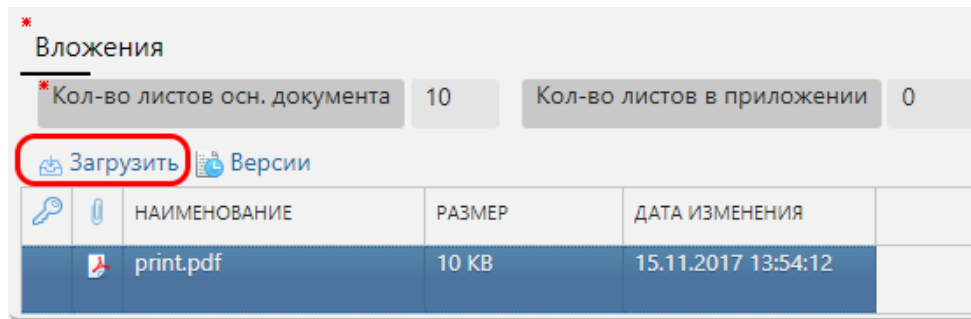 *
Вложения
*Кол-во листов осн. документа 10 Кол-во листов в приложении 0
Загрузить Версии
НАИМЕНОВАНИЕ РАЗМЕР ДАТА ИЗМЕНЕНИЯ
print.pdf 10 KB 15.11.2017 13:54:12